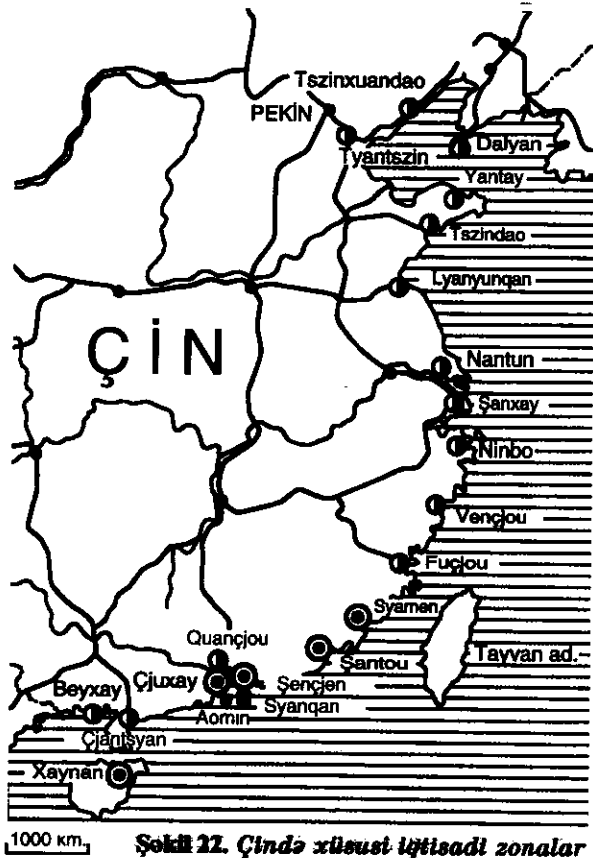 Tszinxuandao
PEKİN
Tyantszin
Dalyan
Yantay
Tszindao
Lyanyunqan
ÇİN
Nantun
Şanxay
Ninbo
Vençjou
Fuçjou
Syamen
Quançjou
Santou
Tayvan ad.
Çjuxay
Şençjen
Beyxay
Aomin
Syanqan
Çjantsyan
Xaynan
1000 km.
Şəkil 22. Çində xüsusi iqtisadi zonalar